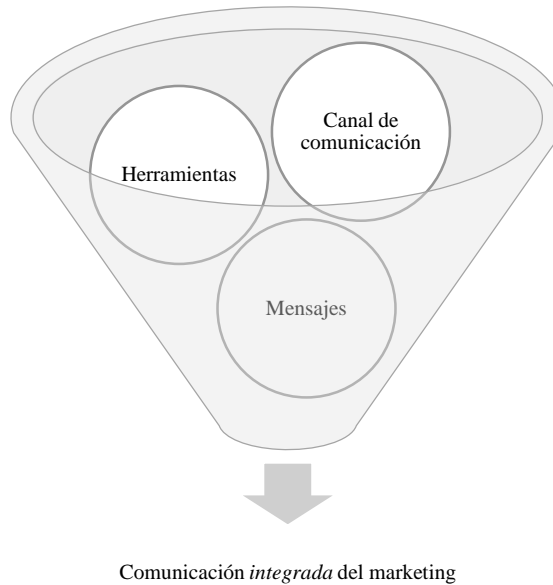 Canal de
comunicación
Herramientas
Mensajes
Comunicación integrada del marketing